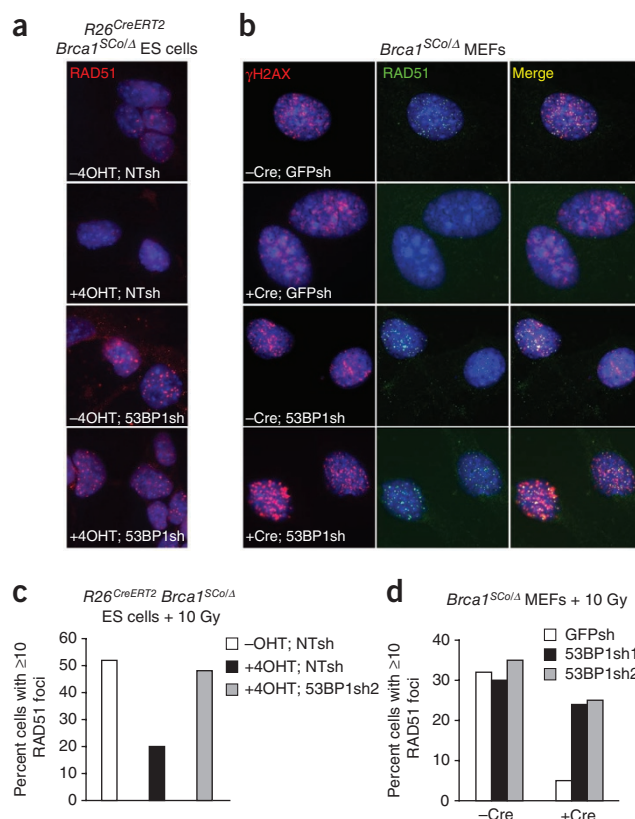 a
R26CreERT2
Brca1SCo/Δ ES cells
RAD51
–4OHT; NTsh
+4OHT; NTsh
–4OHT; 53BP1sh
+4OHT; 53BP1sh
b
Brca1SCo/Δ MEFs
γH2AX RAD51 Merge
–Cre; GFPsh
+Cre; GFPsh
–Cre; 53BP1sh
+Cre; 53BP1sh
c
R26CreERT2 Brca1SCo/Δ
ES cells + 10 Gy
Percent cells with ≥10
RAD51 foci
60
50
40
30
20
10
0
–OHT; NTsh
+4OHT; NTsh
+4OHT; 53BP1sh2
d
Brca1SCo/Δ MEFs + 10 Gy
Percent cells with ≥10
RAD51 foci
40
30
20
10
0
GFPsh
53BP1sh1
53BP1sh2
–Cre +Cre